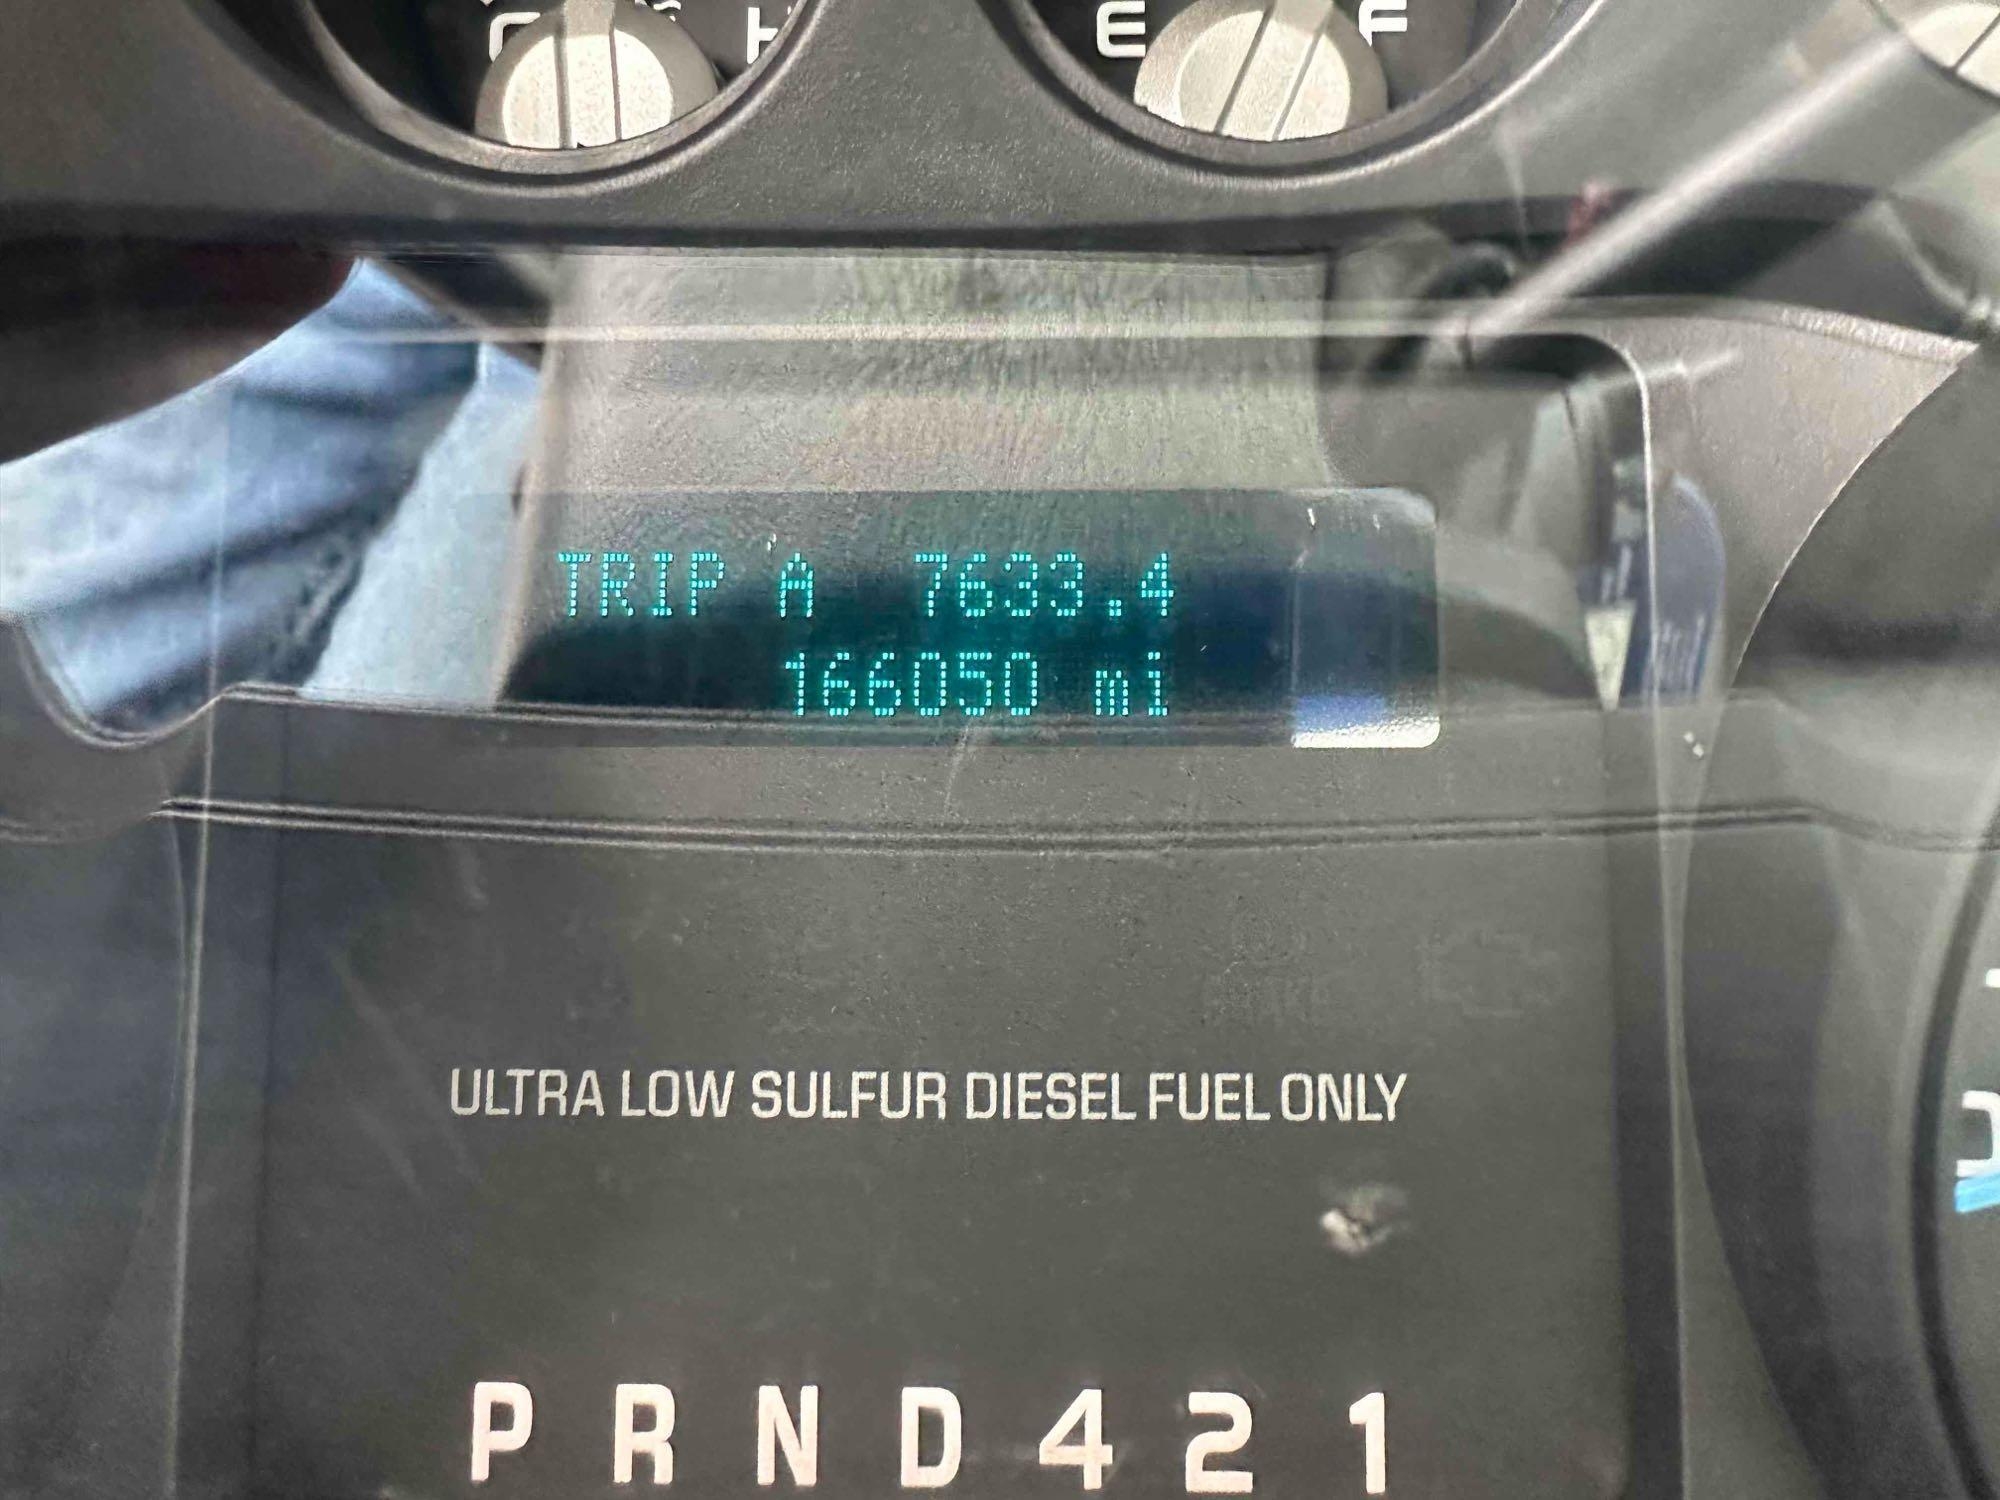 C H E F
TRIP A 7633.4
166050 mi
ULTRA LOW SULFUR DIESEL FUEL ONLY
P R N D 4 2 1